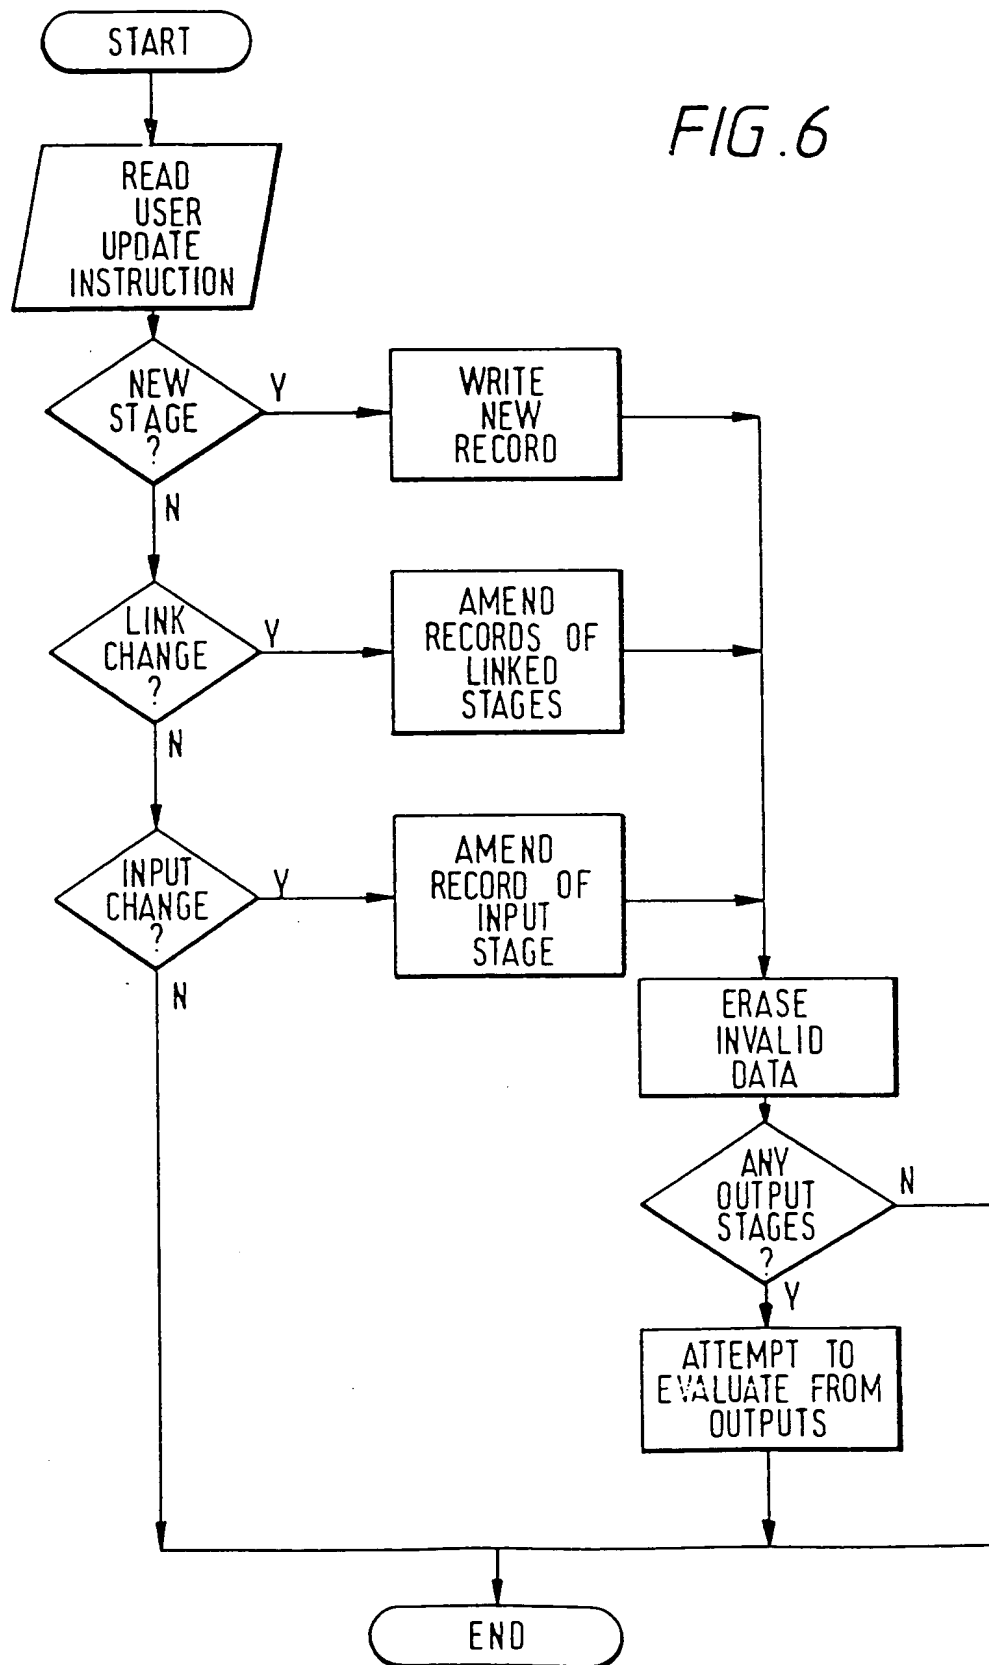 START
FIG.6
READ
USER
UPDATE
INSTRUCTION
NEW
STAGE
?
Y
N
WRITE
NEW
RECORD
LINK
CHANGE
?
Y
N
AMEND
RECORDS OF
LINKED
STAGES
INPUT
CHANGE
?
Y
N
AMEND
RECORD OF
INPUT
STAGE
ERASE
INVALID
DATA
ANY
OUTPUT
STAGES
?
N
Y
ATTEMPT TO
EVALUATE FROM
OUTPUTS
END